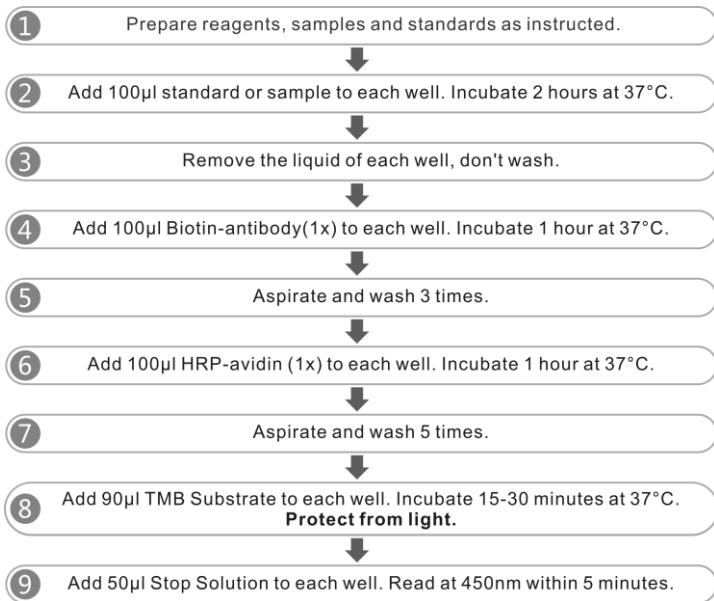 1 Prepare reagents, samples and standards as instructed.
2 Add 100μl standard or sample to each well. Incubate 2 hours at 37°C.
3 Remove the liquid of each well, don't wash.
4 Add 100μl Biotin-antibody(1x) to each well. Incubate 1 hour at 37°C.
5 Aspirate and wash 3 times.
6 Add 100μl HRP-avidin (1x) to each well. Incubate 1 hour at 37°C.
7 Aspirate and wash 5 times.
8 Add 90μl TMB Substrate to each well. Incubate 15-30 minutes at 37°C.
Protect from light.
9 Add 50μl Stop Solution to each well. Read at 450nm within 5 minutes.